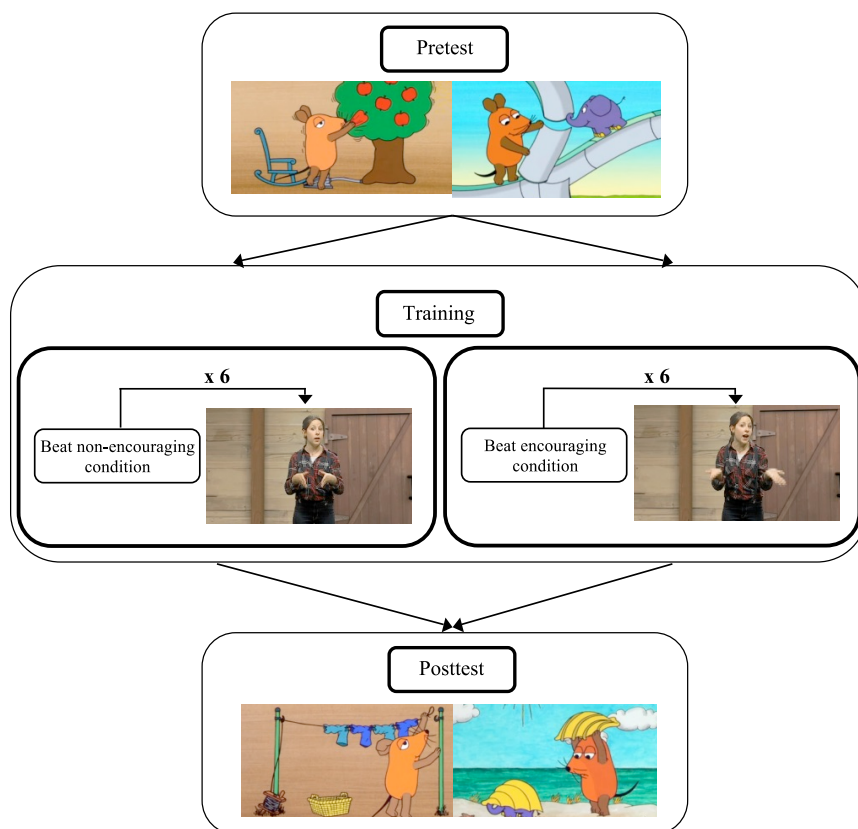 Pretest
Training
x 6
Beat non-encouraging
condition
x 6
Beat encouraging
condition
Posttest